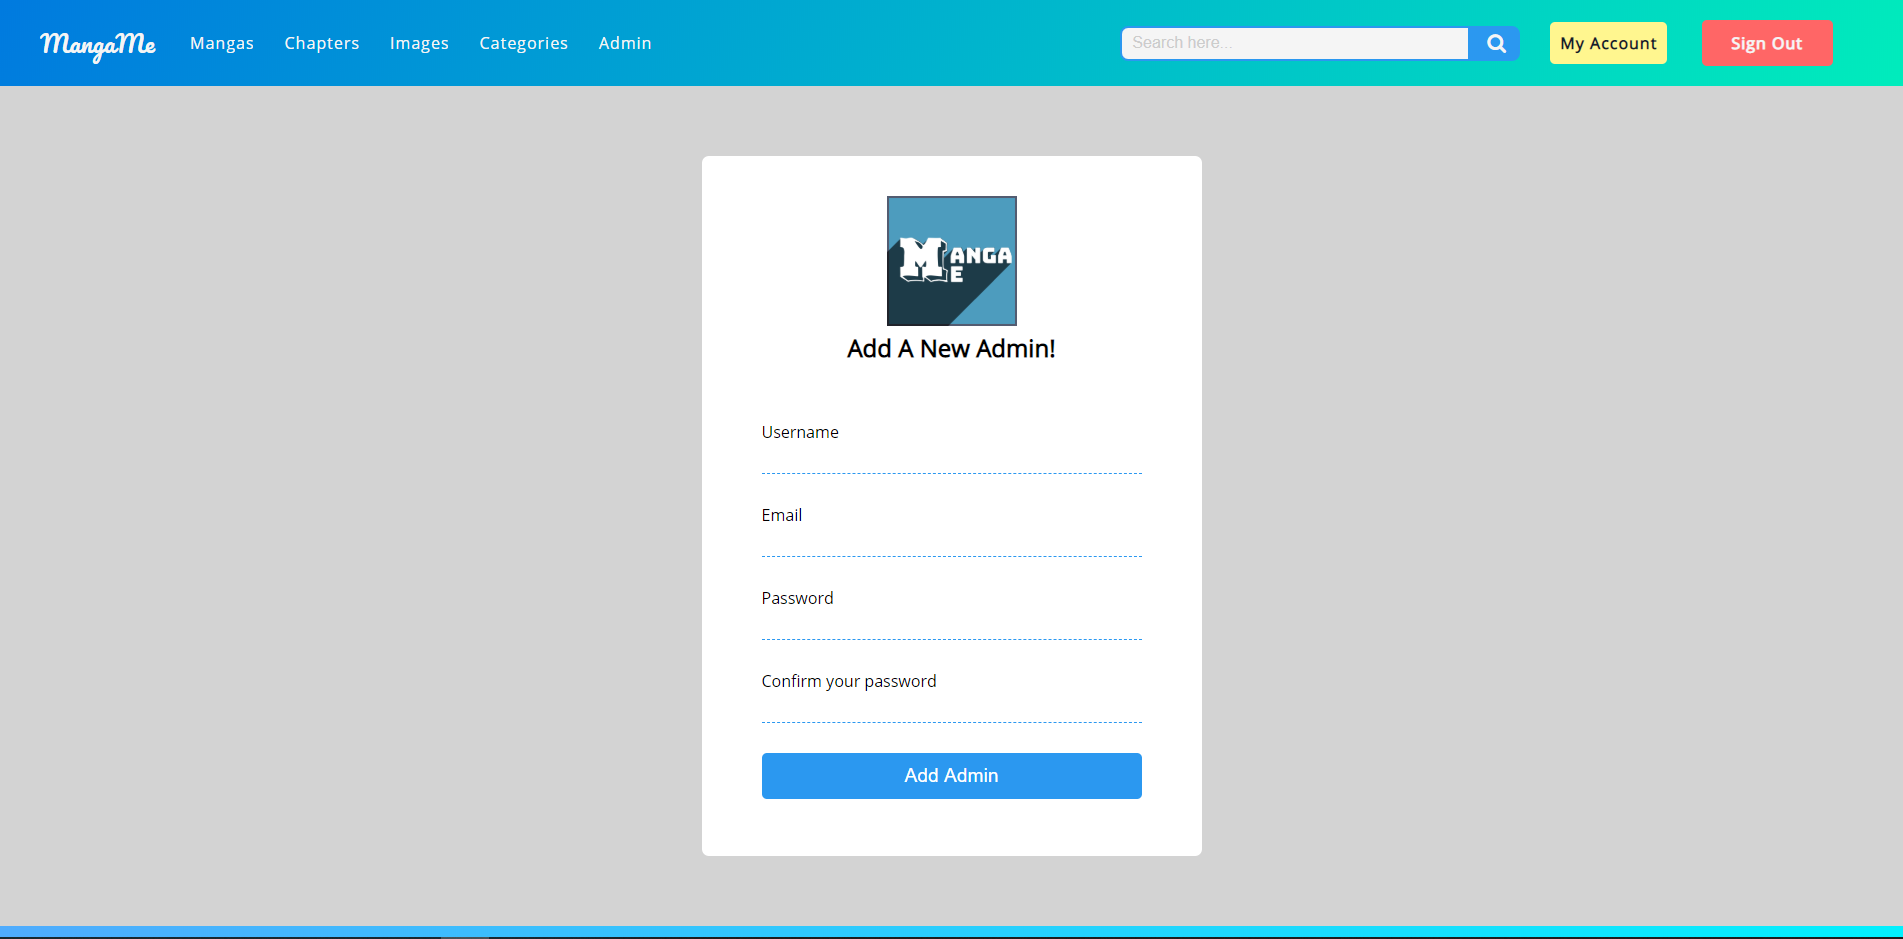 MangaMe Mangas Chapters Images Categories Admin Search here... My Account Sign Out
MANGA
ME
Add A New Admin!
Username
Email
Password
Confirm your password
Add Admin